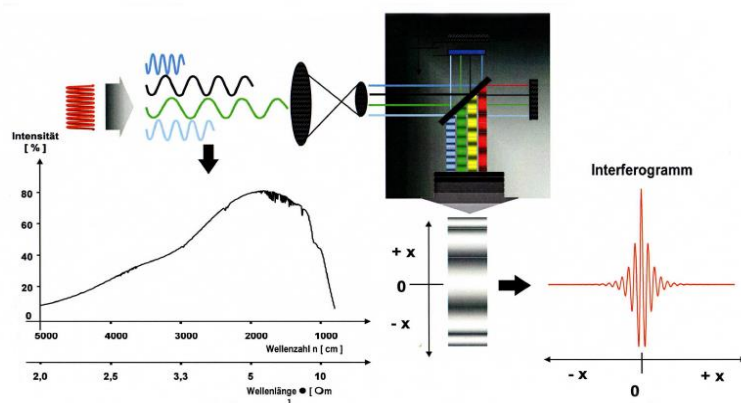 Intensität
[ % ]
80
60
40
20
0
5000 4000 3000 2000 1000
Wellenzahl n [ cm ]
2,0 2,5 3,3 5 10
Wellenlänge ● [ Om
+ x
0
- x
Interferogramm
- x + x
0